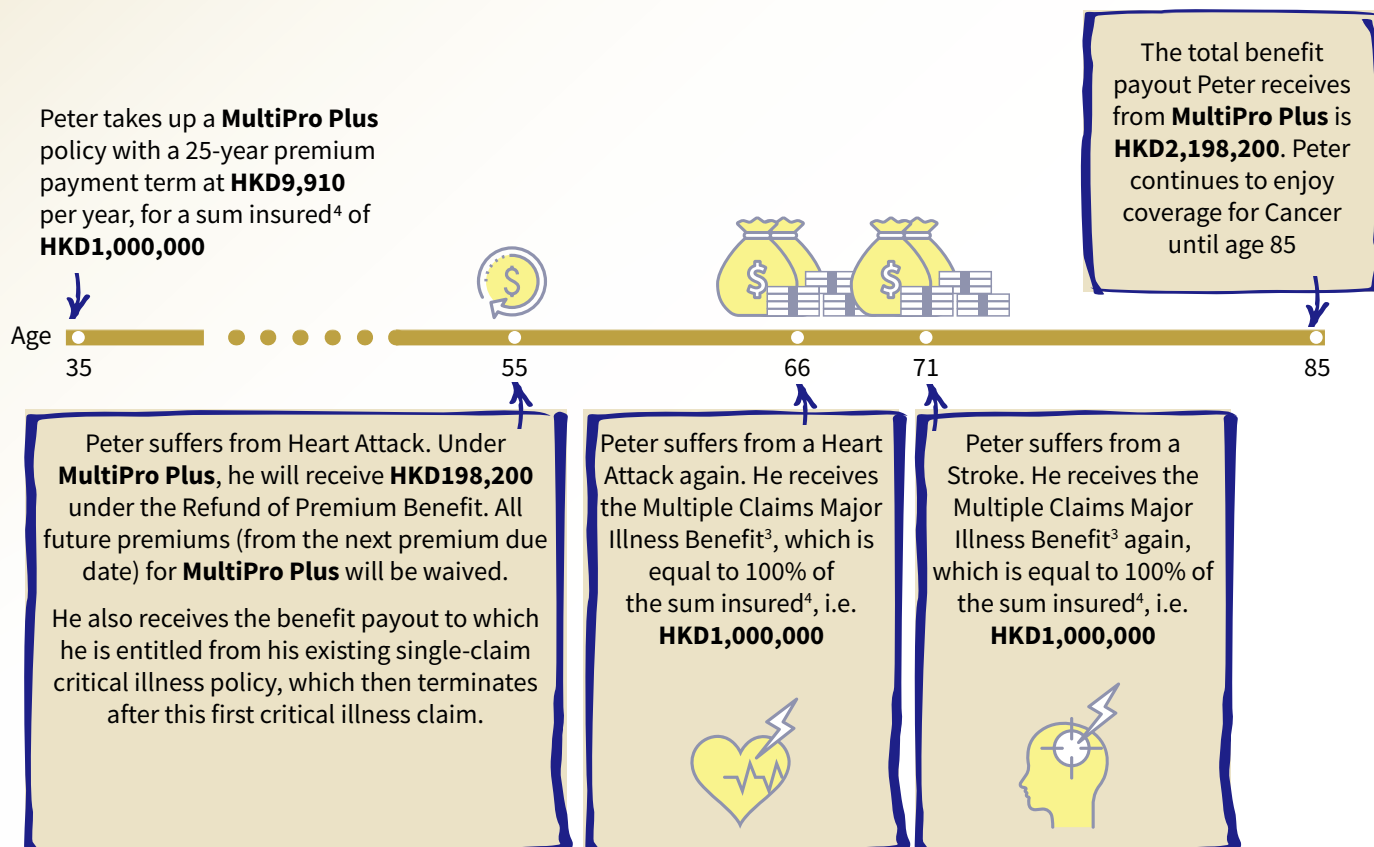 Peter takes up a MultiPro Plus
policy with a 25-year premium
payment term at HKD9,910
per year, for a sum insured⁴ of
HKD1,000,000
The total benefit
payout Peter receives
from MultiPro Plus is
HKD2,198,200. Peter
continues to enjoy
coverage for Cancer
until age 85
$
$
$
Age
35
55
66
71
85
Peter suffers from Heart Attack. Under
MultiPro Plus, he will receive HKD198,200
under the Refund of Premium Benefit. All
future premiums (from the next premium due
date) for MultiPro Plus will be waived.
He also receives the benefit payout to which
he is entitled from his existing single-claim
critical illness policy, which then terminates
after this first critical illness claim.
Peter suffers from a Heart
Attack again. He receives
the Multiple Claims Major
Illness Benefit³, which is
equal to 100% of
the sum insured⁴, i.e.
HKD1,000,000
Peter suffers from a
Stroke. He receives the
Multiple Claims Major
Illness Benefit³ again,
which is equal to 100% of
the sum insured⁴, i.e.
HKD1,000,000